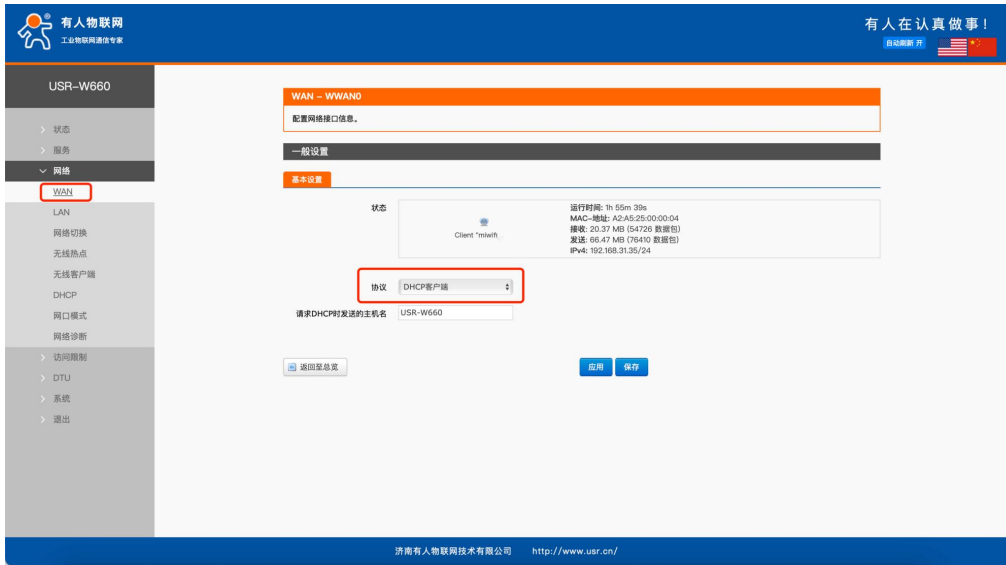 有人物联网
工业物联网通信专家
有人在认真做事!
自动刷新 开
USR-W660
状态
服务
网络
WAN
LAN
网络切换
无线热点
无线客户端
DHCP
网口模式
网络诊断
访问限制
DTU
系统
退出
WAN - WWAN0
配置网络接口信息。
一般设置
基本设置
状态
Client "miwifi
运行时间: 1h 55m 39s
MAC-地址: A2:A5:25:00:00:04
接收: 20.37 MB (54726 数据包)
发送: 66.47 MB (76410 数据包)
IPv4: 192.168.31.35/24
协议 DHCP客户端
请求DHCP时发送的主机名 USR-W660
返回至总览
应用 保存
济南有人物联网技术有限公司 http://www.usr.cn/